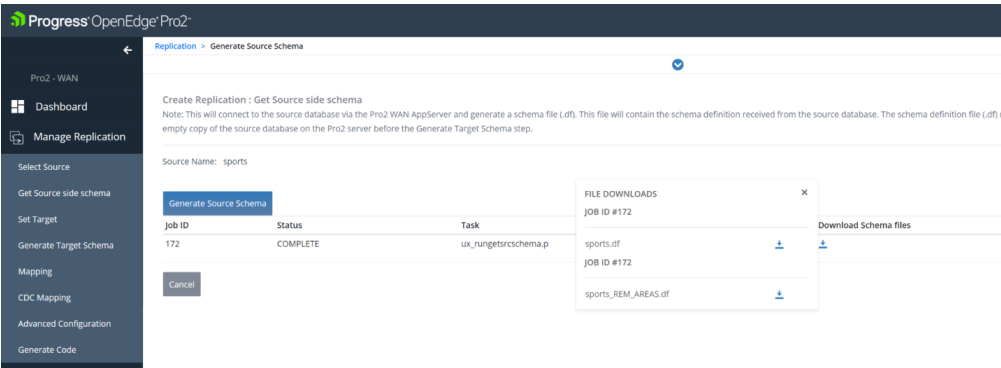 Progress® OpenEdge® Pro2™
Replication > Generate Source Schema
Pro2 - WAN
Dashboard
Manage Replication
Select Source
Get Source side schema
Set Target
Generate Target Schema
Mapping
CDC Mapping
Advanced Configuration
Generate Code
Create Replication : Get Source side schema
Note: This will connect to the source database via the Pro2 WAN AppServer and generate a schema file (.df). This file will contain the schema definition received from the source database. The schema definition file (.df)
empty copy of the source database on the Pro2 server before the Generate Target Schema step.
Source Name: sports
Generate Source Schema
Job ID Status Task Download Schema files
172 COMPLETE ux_rungetsrcschema.p
Cancel
FILE DOWNLOADS
JOB ID #172
sports.df
JOB ID #172
sports_REM_AREAS.df